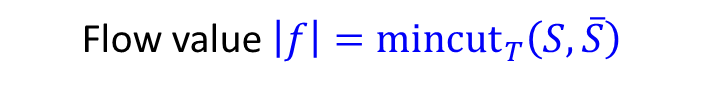 Flow value |f| = mincut_T(S, S̄)